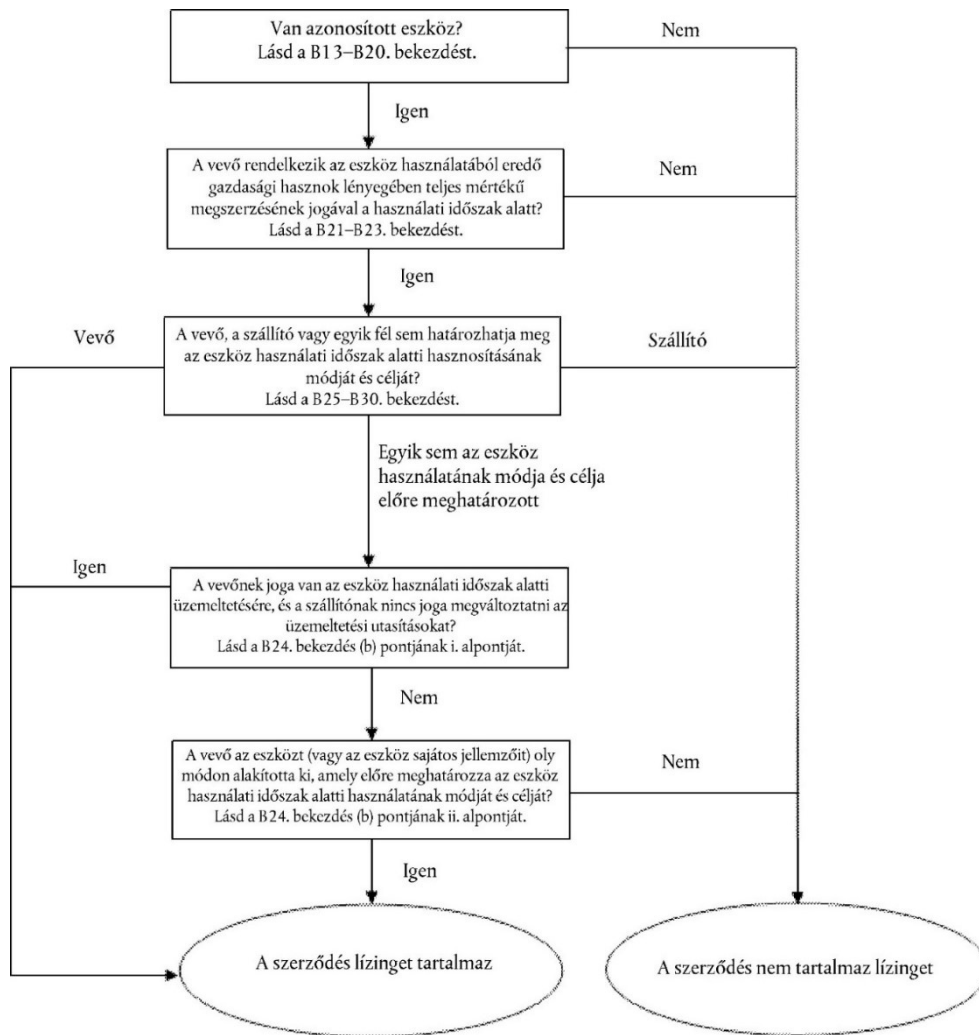 Van azonosított eszköz?
Lásd a B13–B20. bekezdést.
Nem
Igen
A vevő rendelkezik az eszköz használatából eredő
gazdasági hasznok lényegében teljes mértékű
megszerzésének jogával a használati időszak alatt?
Lásd a B21–B23. bekezdést.
Nem
Igen
Vevő
A vevő, a szállító vagy egyik fél sem határozhatja meg
az eszköz használati időszak alatti hasznosításának
módját és célját?
Lásd a B25–B30. bekezdést.
Szállító
Egyik sem az eszköz
használatának módja és célja
előre meghatározott
Igen
A vevőnek joga van az eszköz használati időszak alatti
üzemeltetésére, és a szállítónak nincs joga megváltoztatni az
üzemeltetési utasításokat?
Lásd a B24. bekezdés (b) pontjának i. alpontját.
Nem
A vevő az eszközt (vagy az eszköz sajátos jellemzőit) oly
módon alakította ki, amely előre meghatározza az eszköz
használati időszak alatti használatának módját és célját?
Lásd a B24. bekezdés (b) pontjának ii. alpontját.
Nem
Igen
A szerződés lízinget tartalmaz
A szerződés nem tartalmaz lízinget